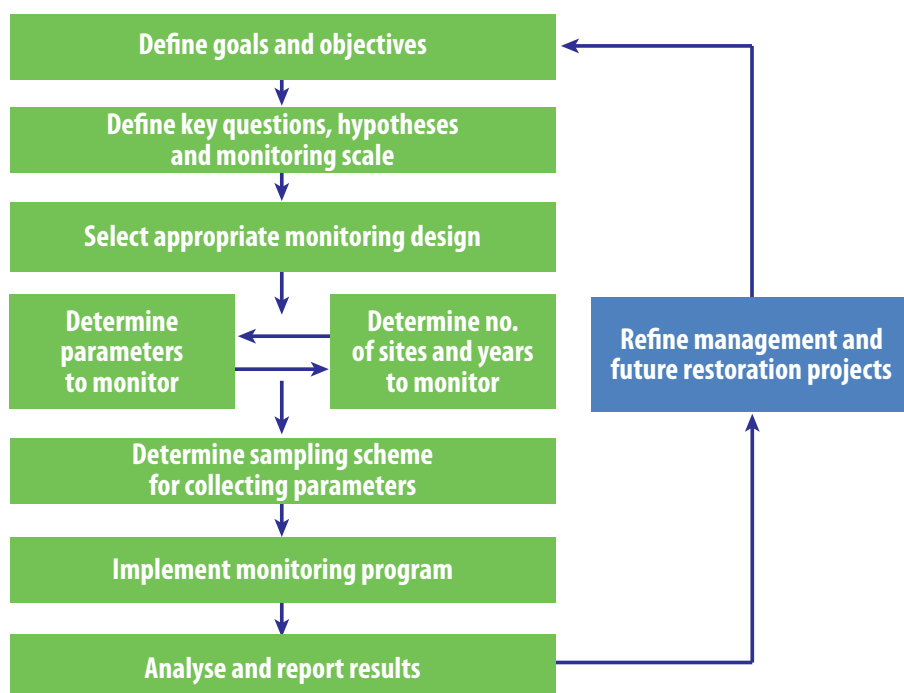 Define goals and objectives
Define key questions, hypotheses
and monitoring scale
Select appropriate monitoring design
Determine
parameters
to monitor
Determine no.
of sites and years
to monitor
Refine management and
future restoration projects
Determine sampling scheme
for collecting parameters
Implement monitoring program
Analyse and report results